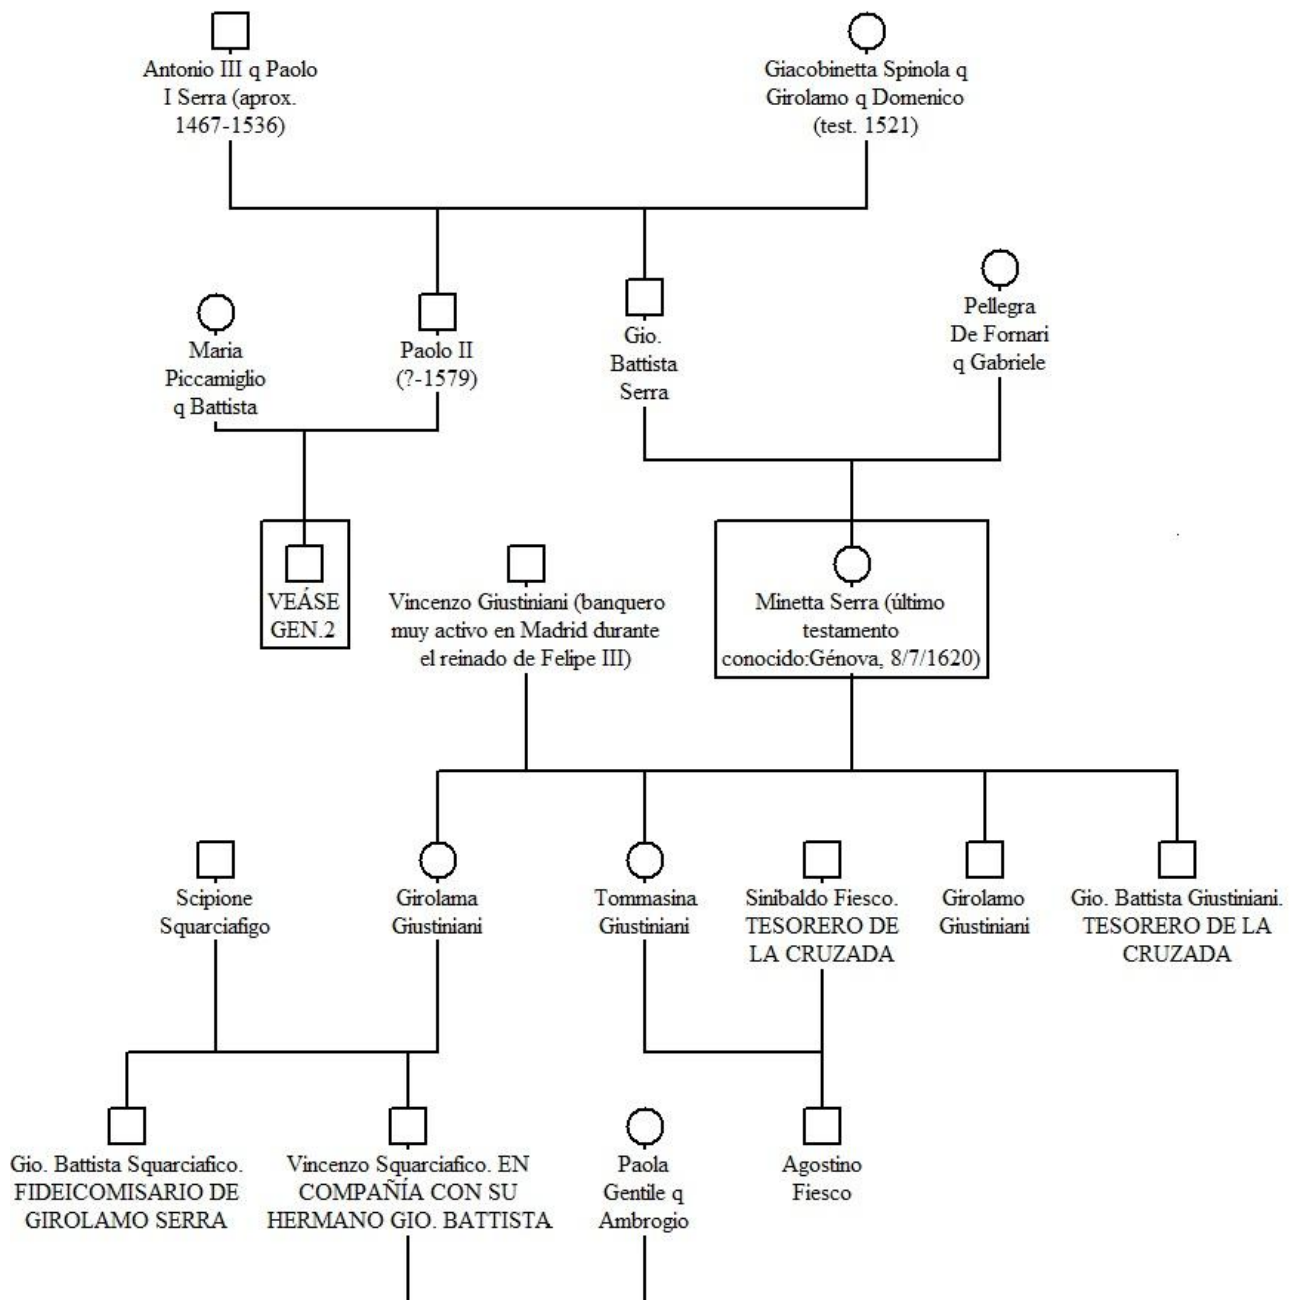 Antonio III q Paolo
I Serra (aprox.
1467-1536)
Giacobinetta Spinola q
Girolamo q Domenico
(test. 1521)
Maria
Piccamiglio
q Battista
Paolo II
(?-1579)
Gio.
Battista
Serra
Pellegra
De Fornari
q Gabriele
VEÁSE
GEN.2
Vincenzo Giustiniani (banquero
muy activo en Madrid durante
el reinado de Felipe III)
Minetta Serra (último
testamento
conocido:Génova, 8/7/1620)
Scipione
Squarciafigo
Girolama
Giustiniani
Tommasina
Giustiniani
Sinibaldo Fiesco.
TESORERO DE
LA CRUZADA
Girolamo
Giustiniani
Gio. Battista Giustiniani.
TESORERO DE LA
CRUZADA
Gio. Battista Squarciafico.
FIDEICOMISARIO DE
GIROLAMO SERRA
Vincenzo Squarciafico. EN
COMPAÑÍA CON SU
HERMANO GIO. BATTISTA
Paola
Gentile q
Ambrogio
Agostino
Fiesco